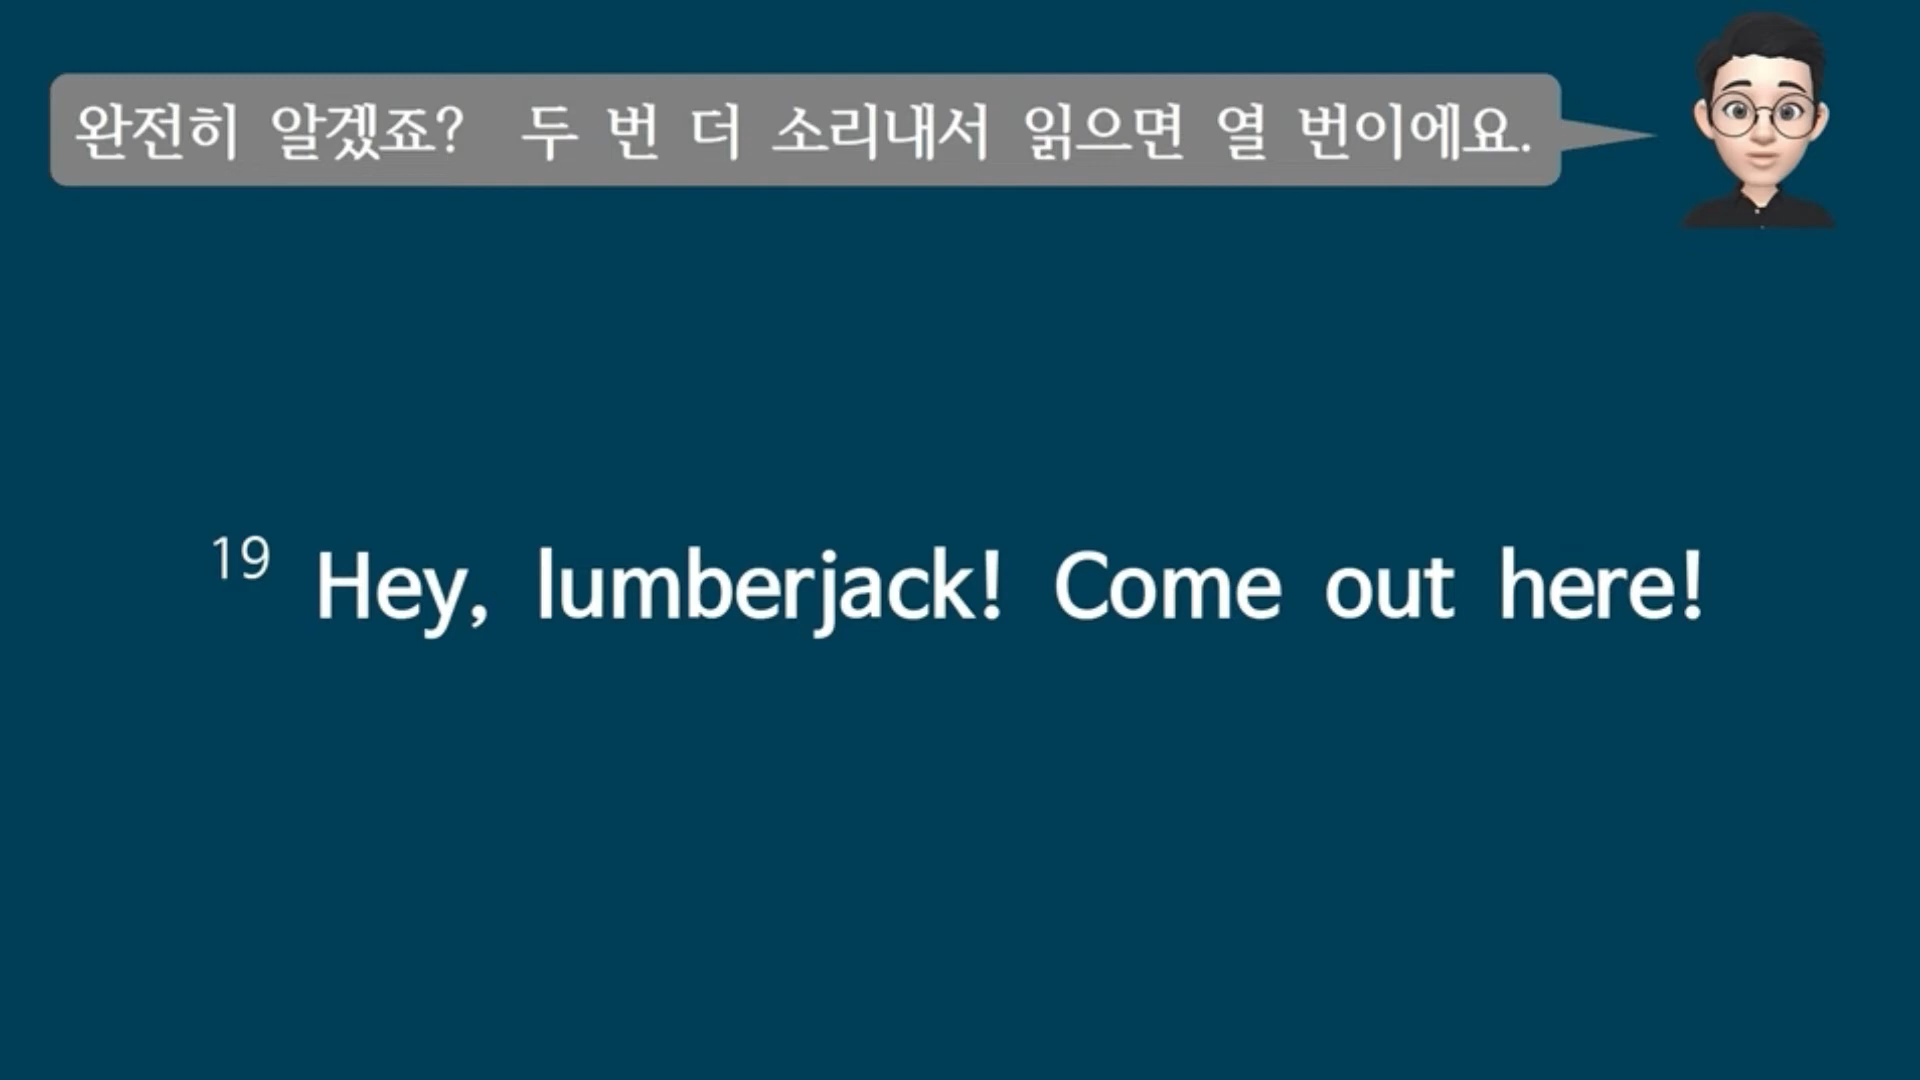 완전히 알겠죠? 두 번 더 소리내서 읽으면 열 번이에요.
19 Hey, lumberjack! Come out here!